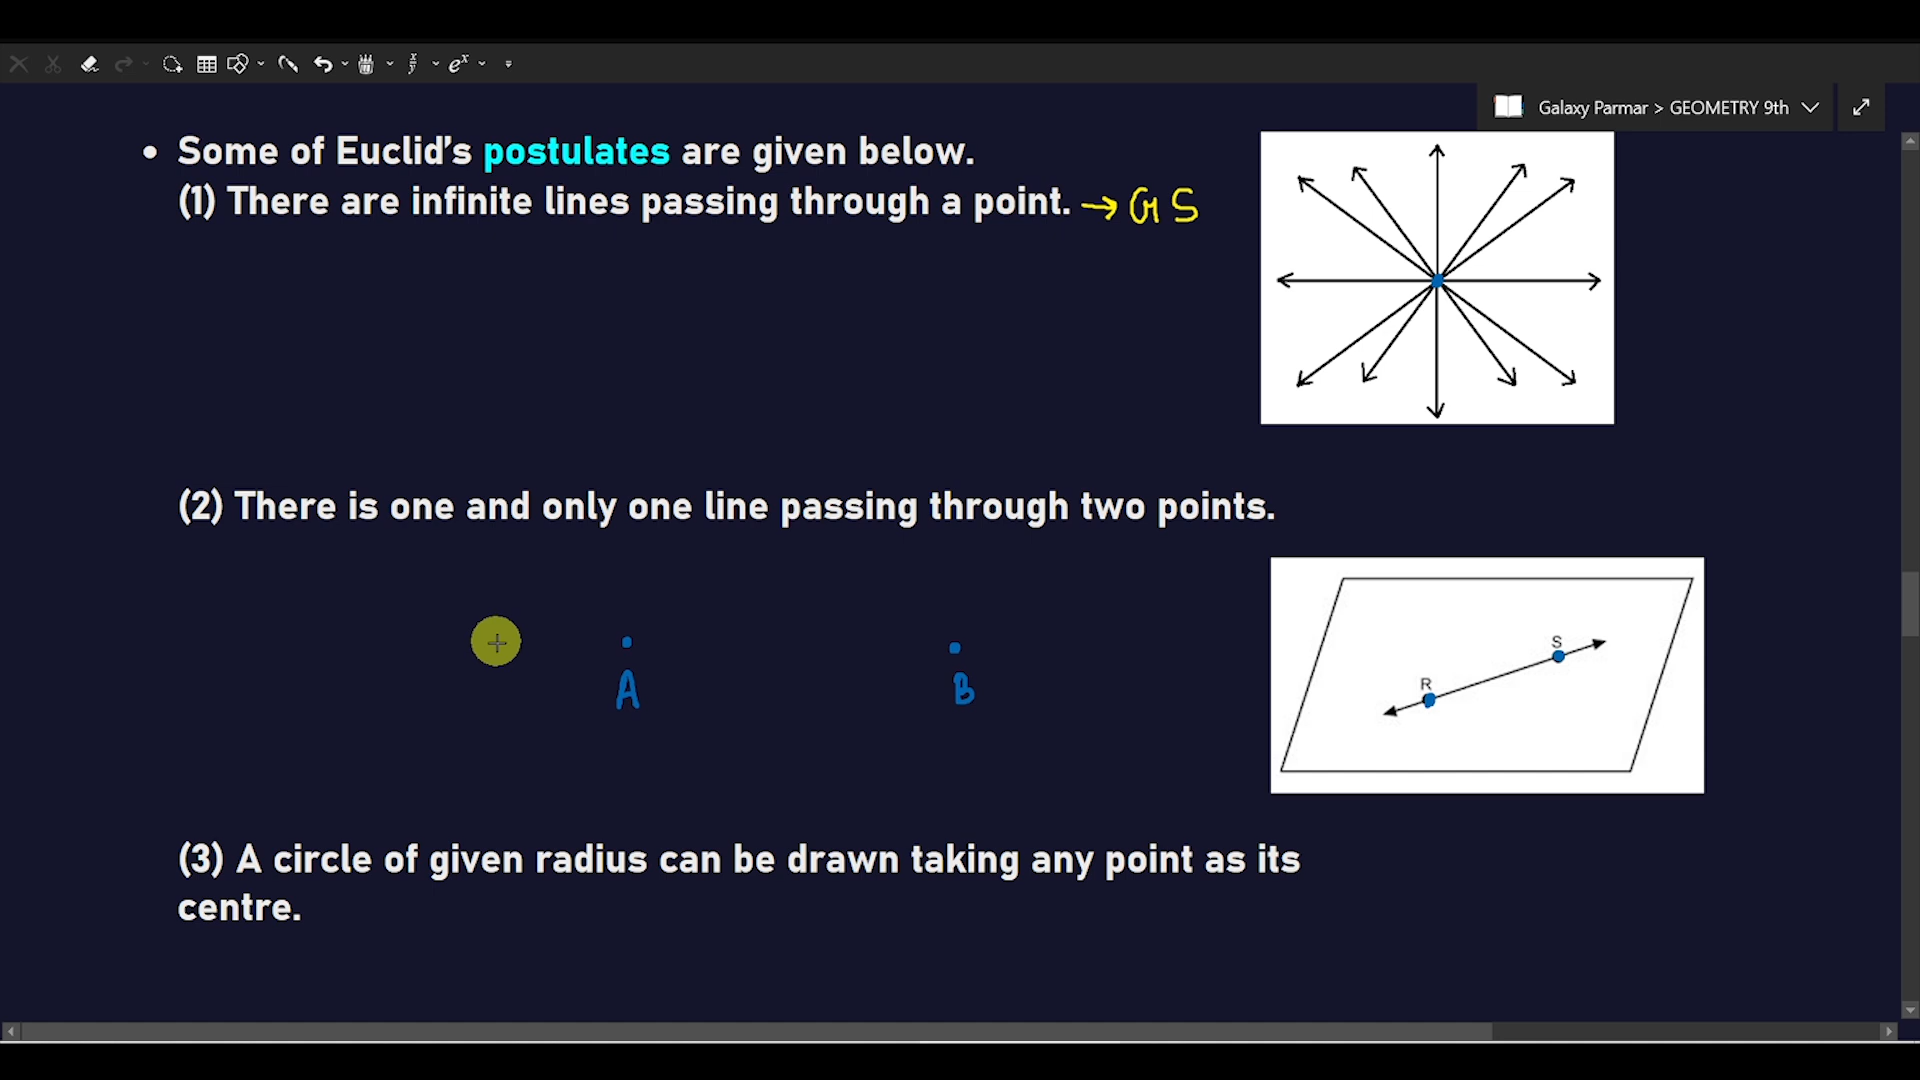 Galaxy Parmar > GEOMETRY 9th
• Some of Euclid's postulates are given below.
(1) There are infinite lines passing through a point. → G S
(2) There is one and only one line passing through two points.
A
B
S
R
(3) A circle of given radius can be drawn taking any point as its
centre.